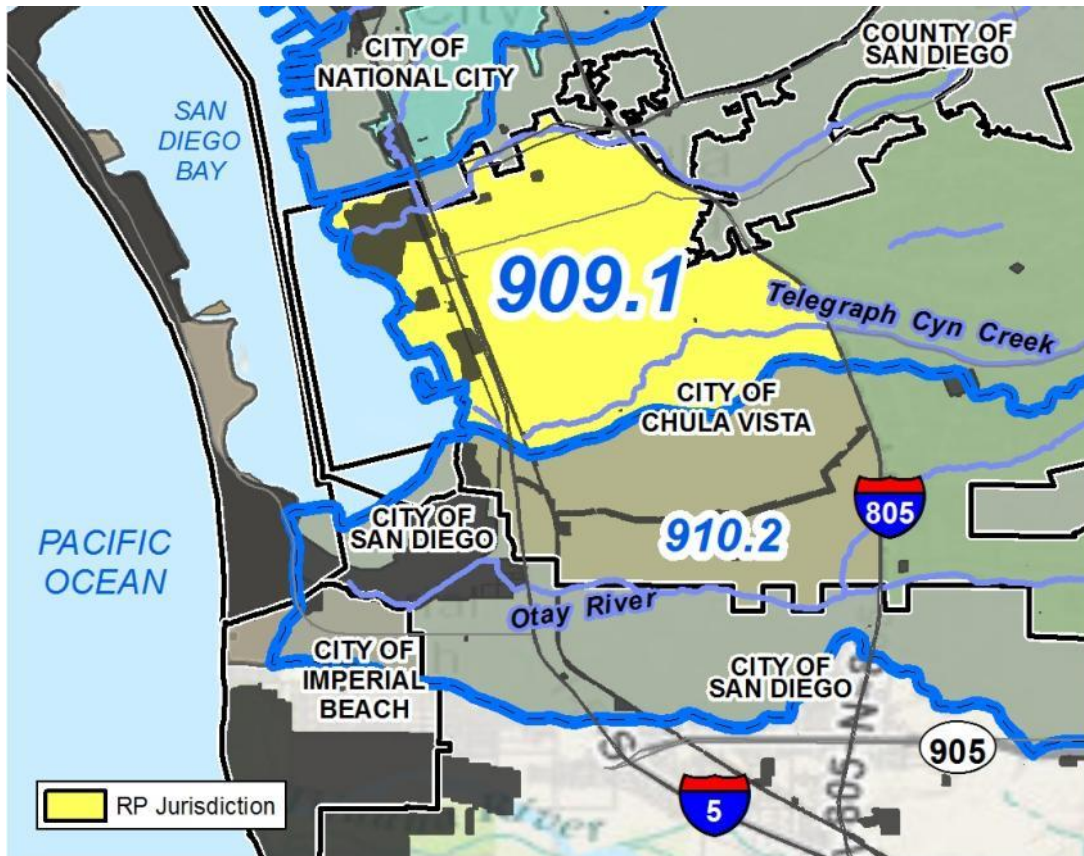 CITY OF
NATIONAL CITY
COUNTY OF
SAN DIEGO
SAN
DIEGO
BAY
909.1
Telegraph Cyn Creek
CITY OF
CHULA VISTA
CITY OF
SAN DIEGO
805
910.2
PACIFIC
OCEAN
Otay River
CITY OF
IMPERIAL
BEACH
CITY OF
SAN DIEGO
905
RP Jurisdiction
5
River
805 N